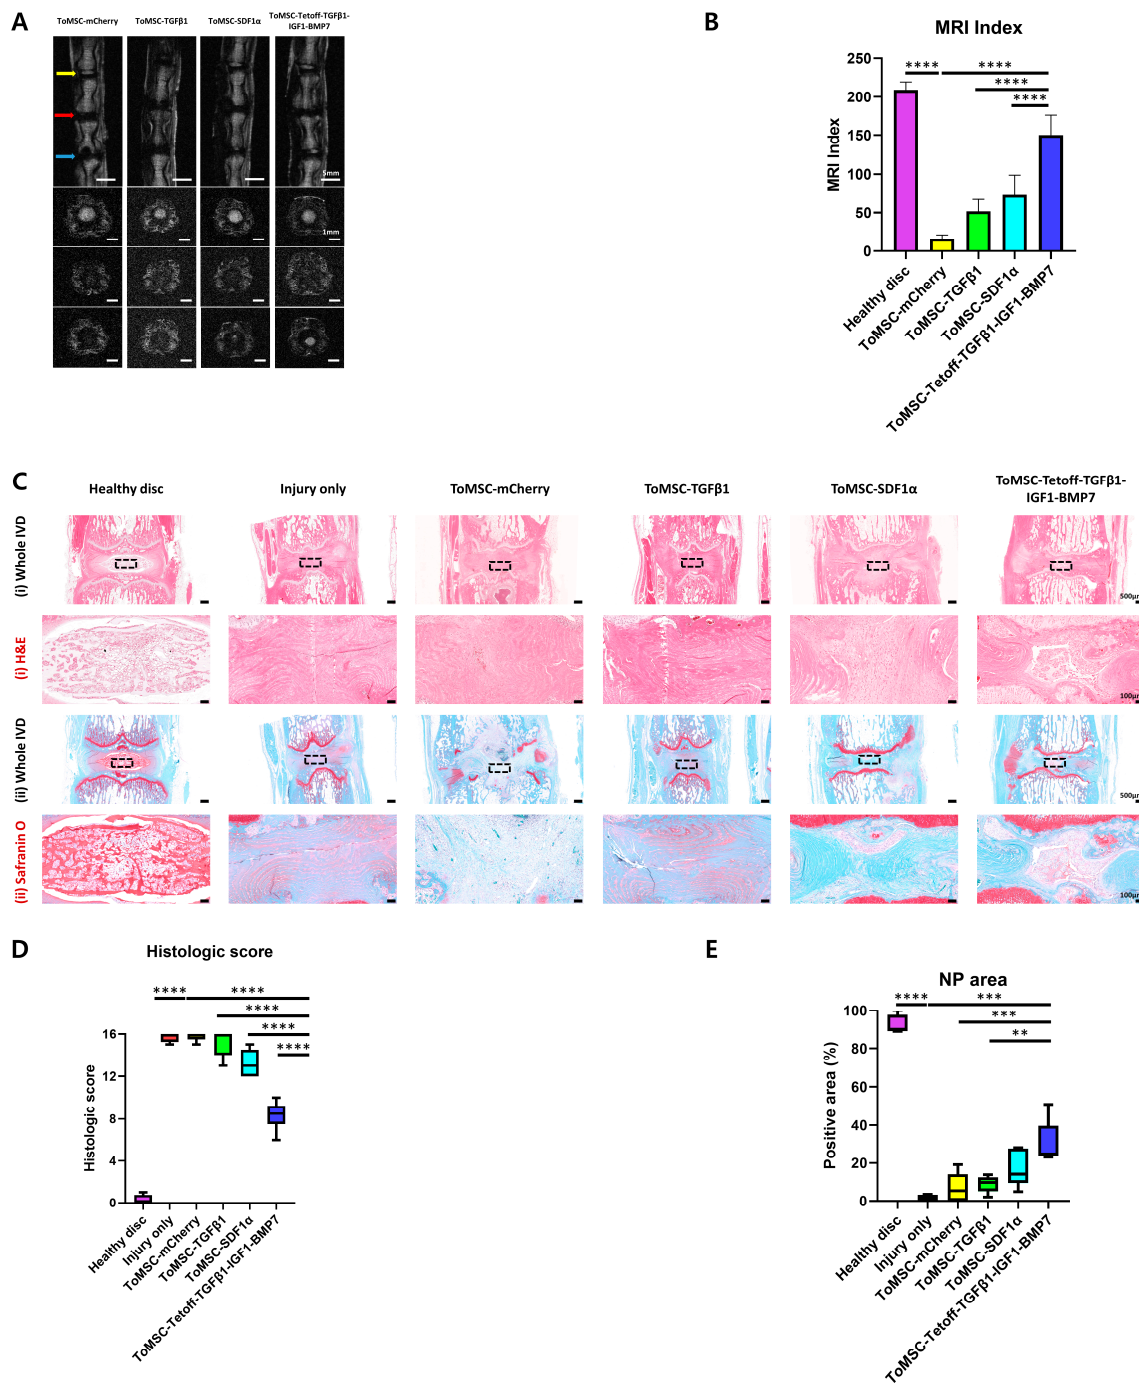 A
ToMSC-mCherry
ToMSC-TGFβ1
ToMSC-SDF1α
ToMSC-Tetoff-TGFβ1-
IGF1-BMP7
5mm
1mm
B
MRI Index
****
****
****
****
MRI Index
250
200
150
100
50
0
Healthy disc
ToMSC-mCherry
ToMSC-TGFβ1
ToMSC-SDF1α
ToMSC-Tetoff-TGFβ1-IGF1-BMP7
C
Healthy disc
Injury only
ToMSC-mCherry
ToMSC-TGFβ1
ToMSC-SDF1α
ToMSC-Tetoff-TGFβ1-
IGF1-BMP7
(i) Whole IVD
500μm
(i) H&E
100μm
(ii) Whole IVD
500μm
(ii) Safranin O
100μm
D
Histologic score
****
****
****
****
****
Histologic score
16
12
8
4
0
Healthy disc
Injury only
ToMSC-mCherry
ToMSC-TGFβ1
ToMSC-SDF1α
ToMSC-Tetoff-TGFβ1-IGF1-BMP7
E
NP area
****
***
***
**
Positive area (%)
100
80
60
40
20
0
Healthy disc
Injury only
ToMSC-mCherry
ToMSC-TGFβ1
ToMSC-SDF1α
ToMSC-Tetoff-TGFβ1-IGF1-BMP7